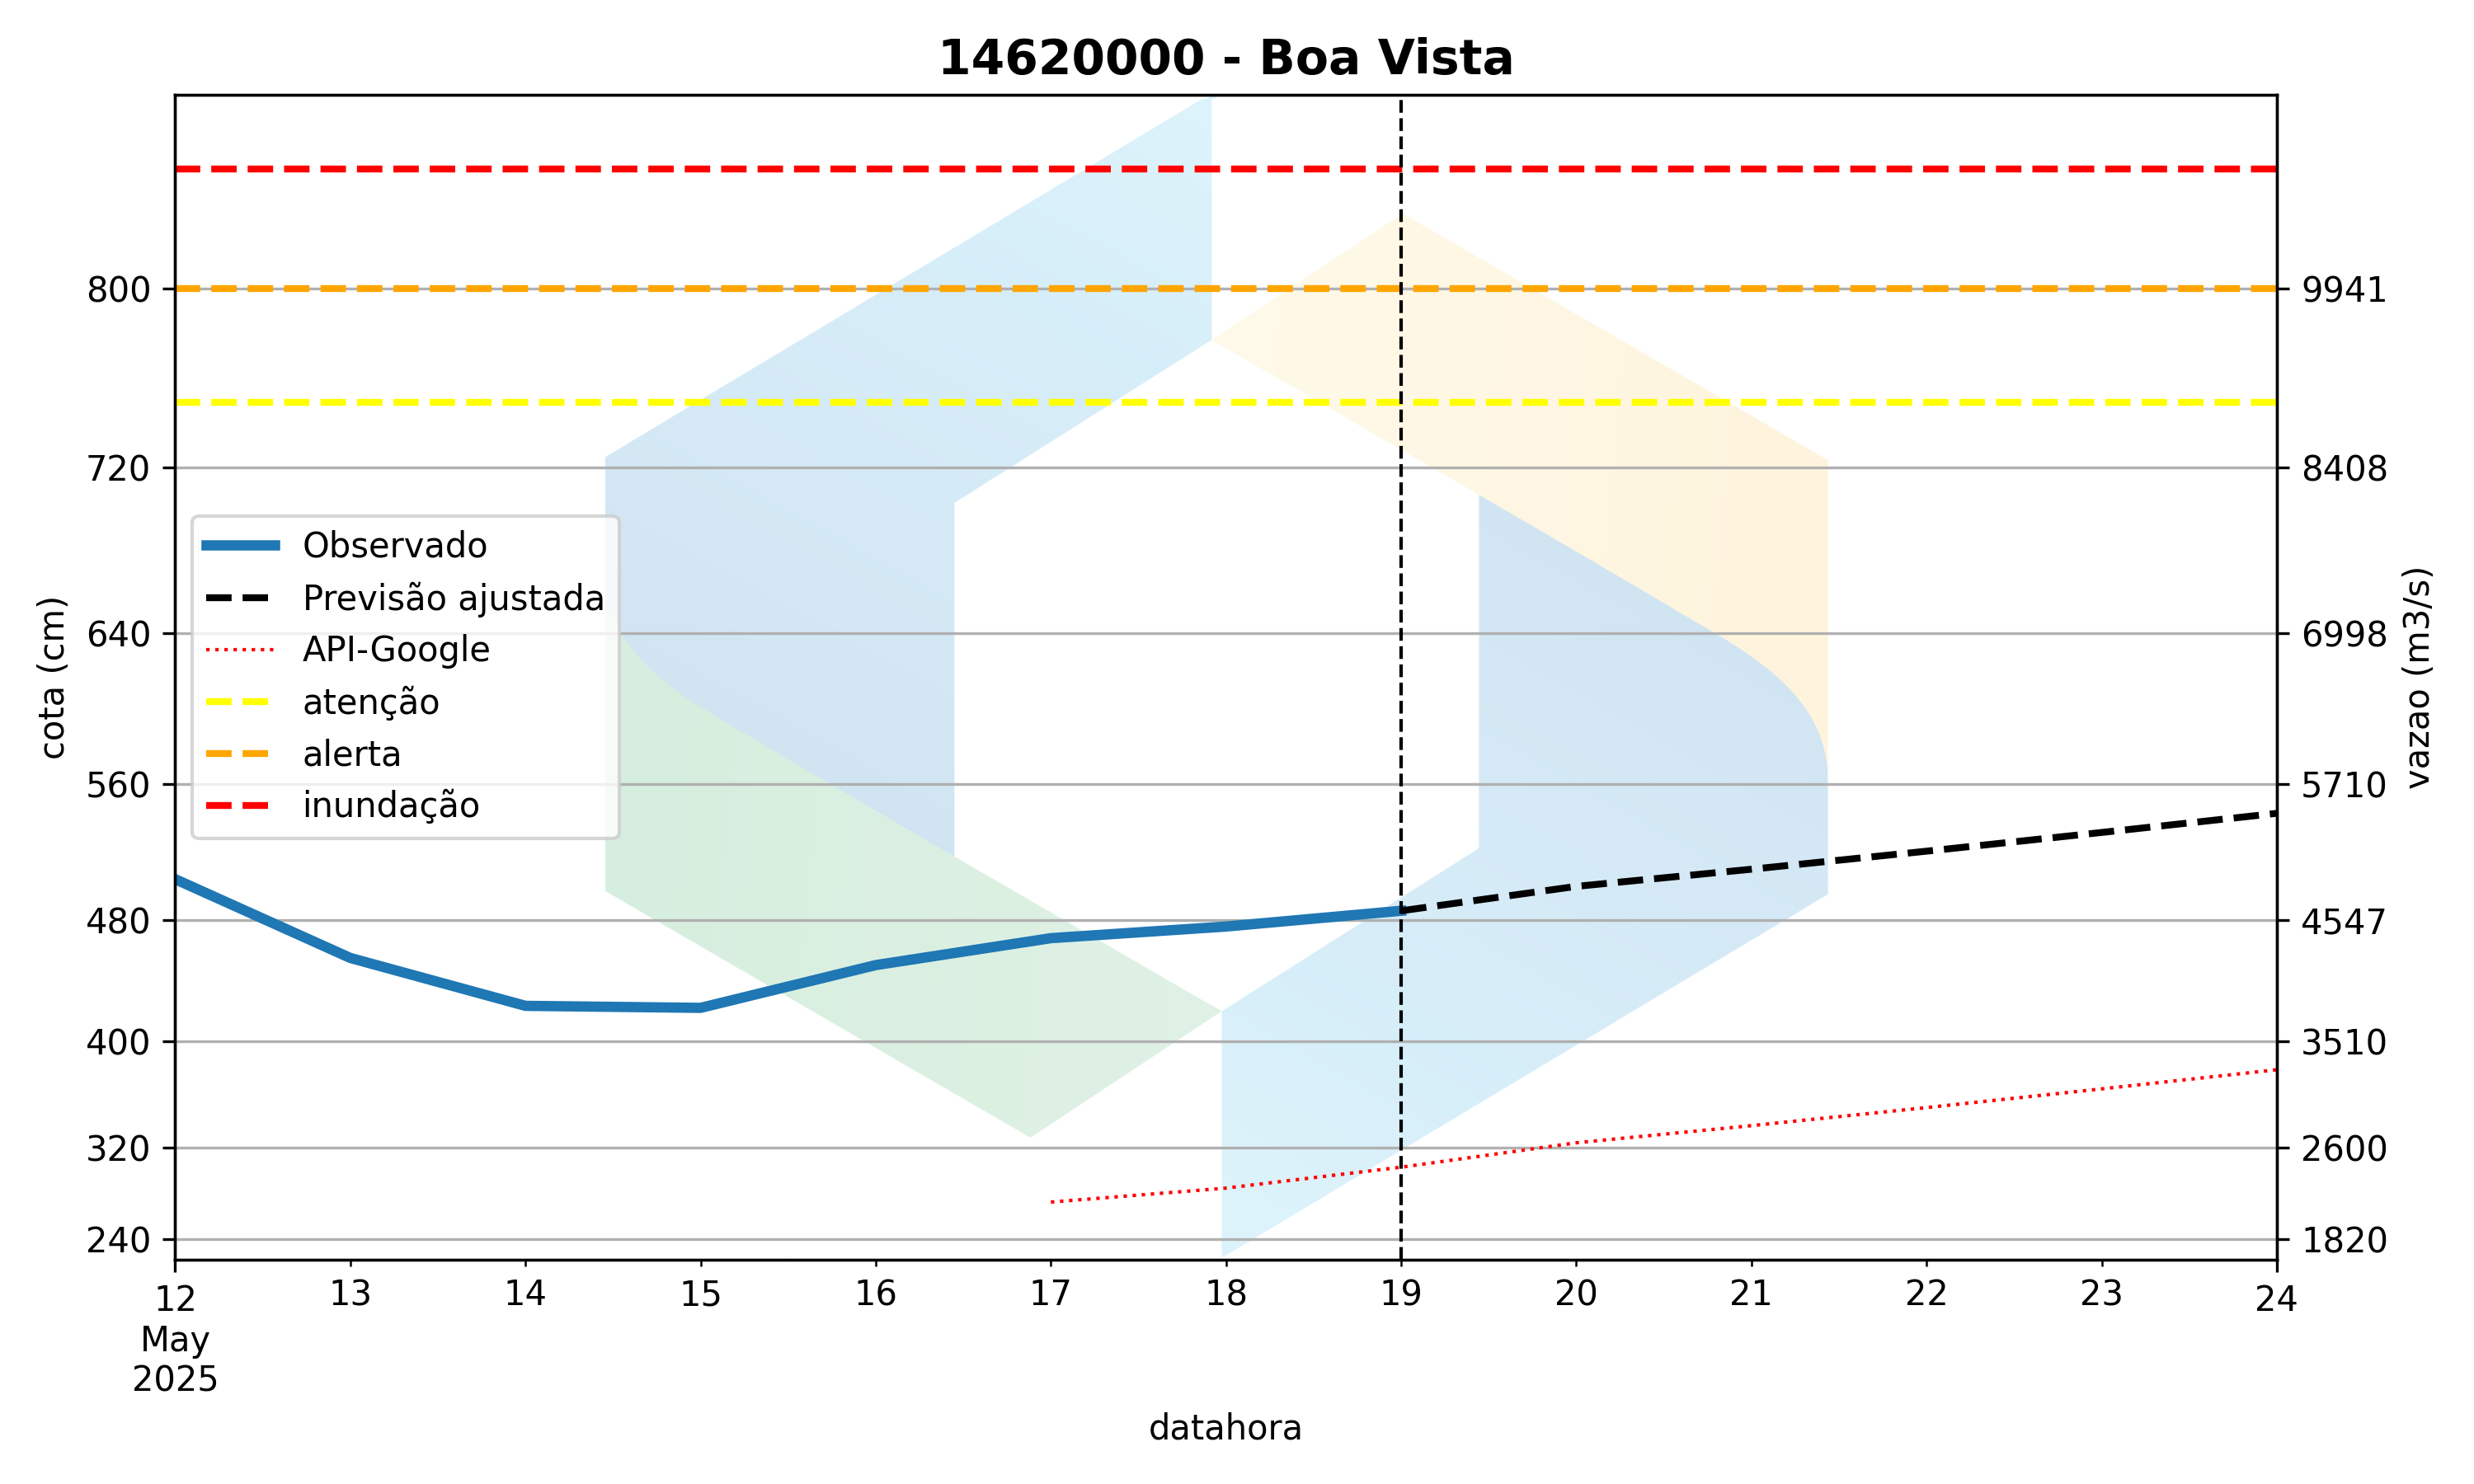 14620000 - Boa Vista
cota (cm)
800
720
640
560
480
400
320
240
Observado
Previsão ajustada
API-Google
atenção
alerta
inundação
9941
8408
6998
5710
4547
3510
2600
1820
vazao (m3/s)
12 13 14 15 16 17 18 19 20 21 22 23 24
May
2025
datahora